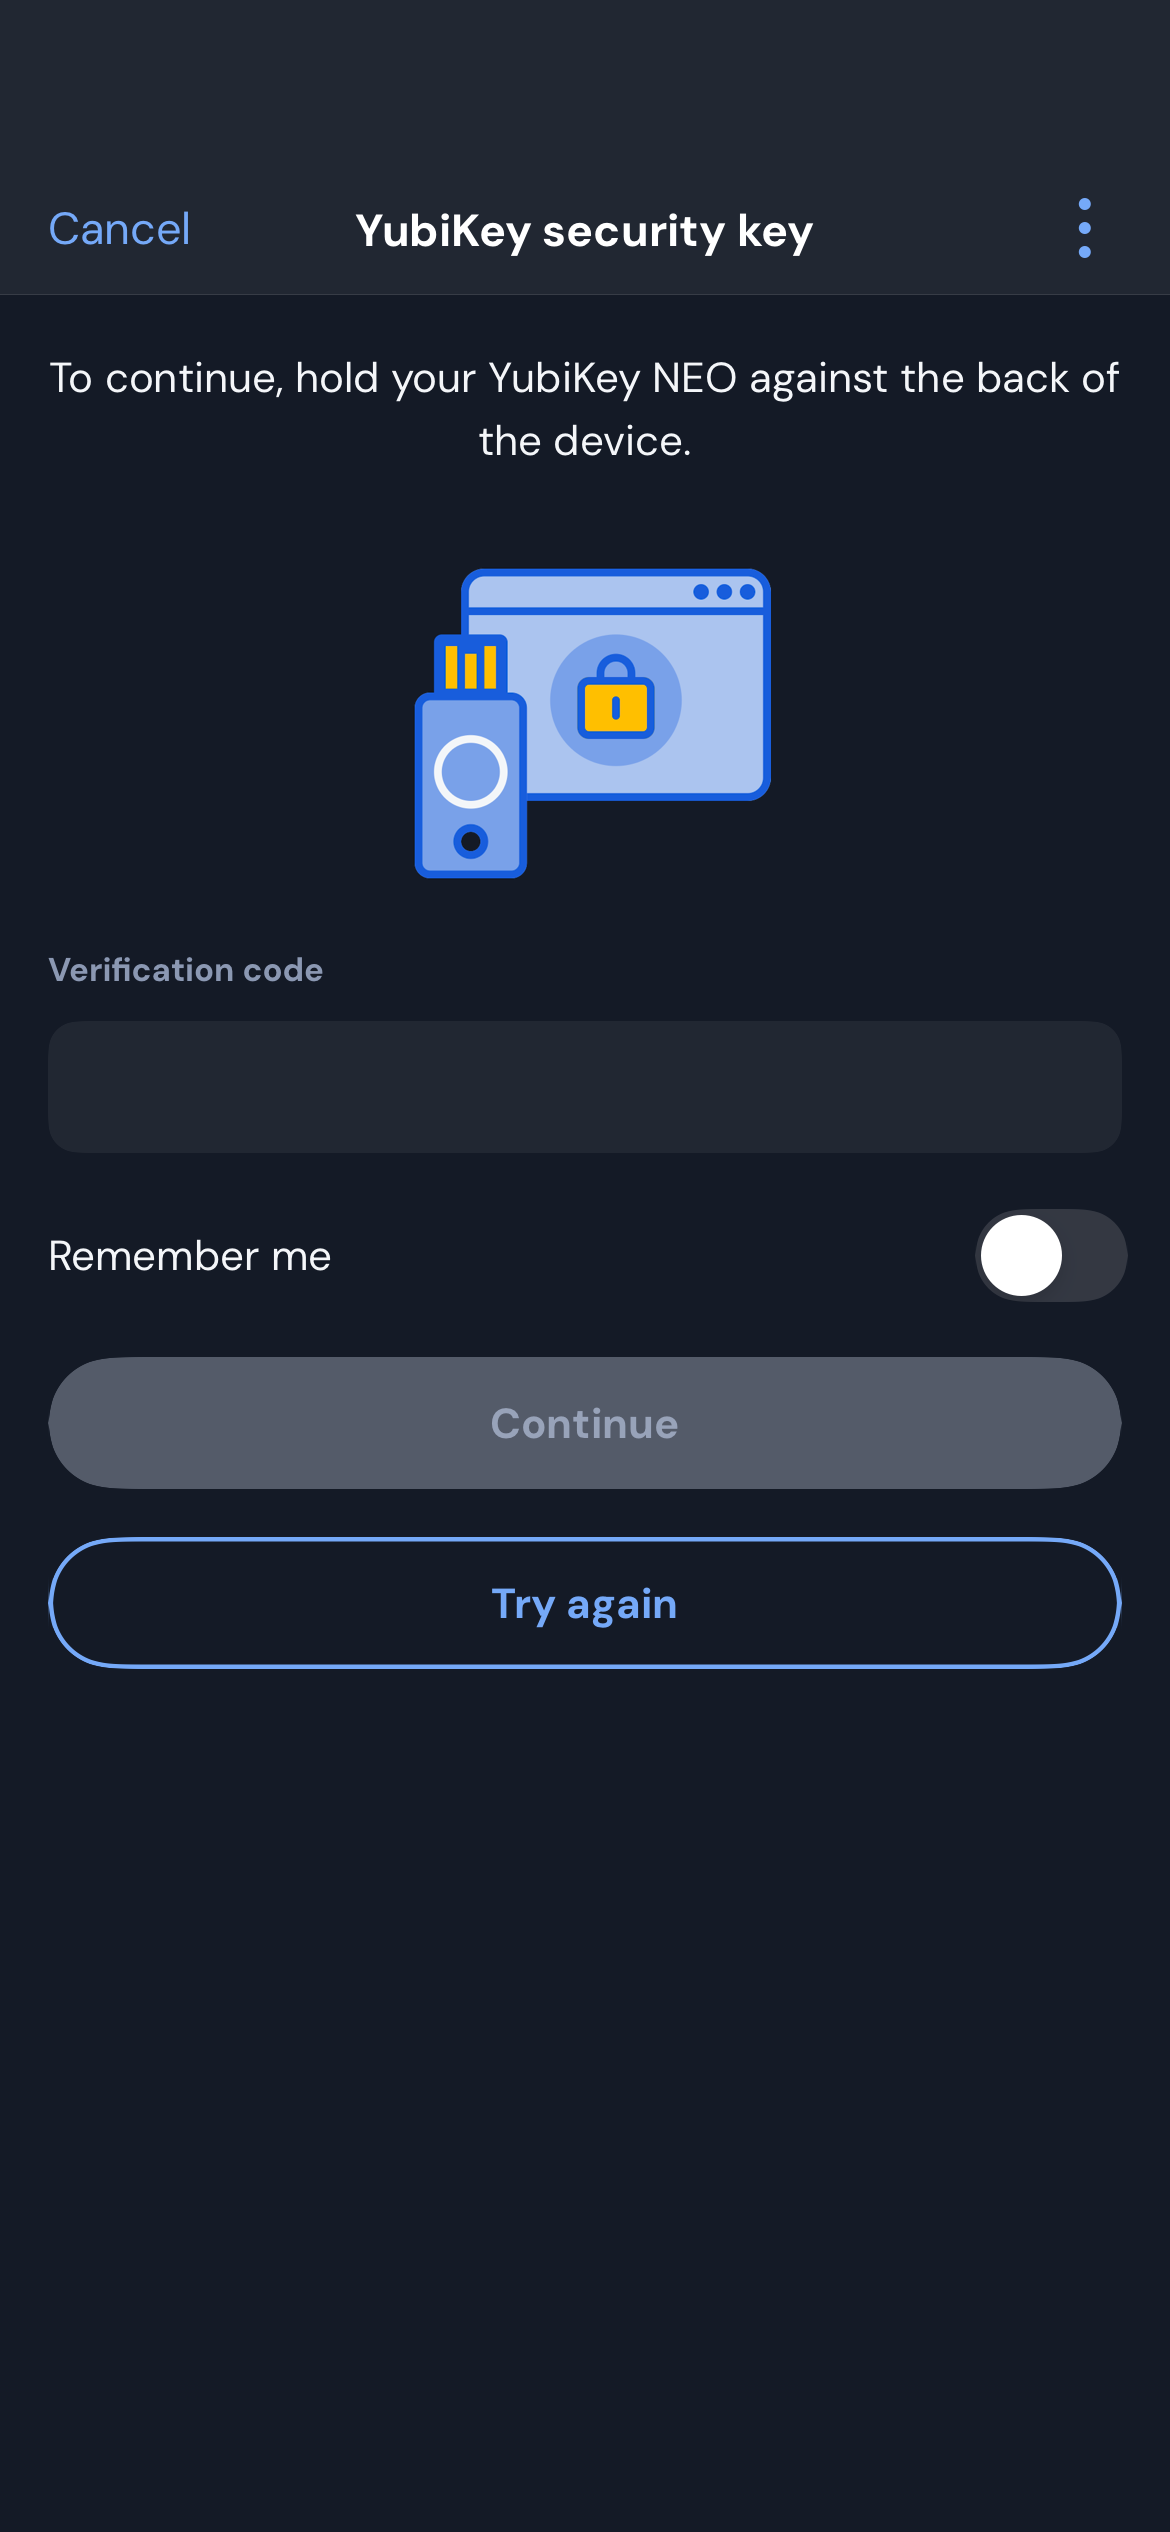 Cancel
YubiKey security key
To continue, hold your YubiKey NEO against the back of
the device.
Verification code
Remember me
Continue
Try again